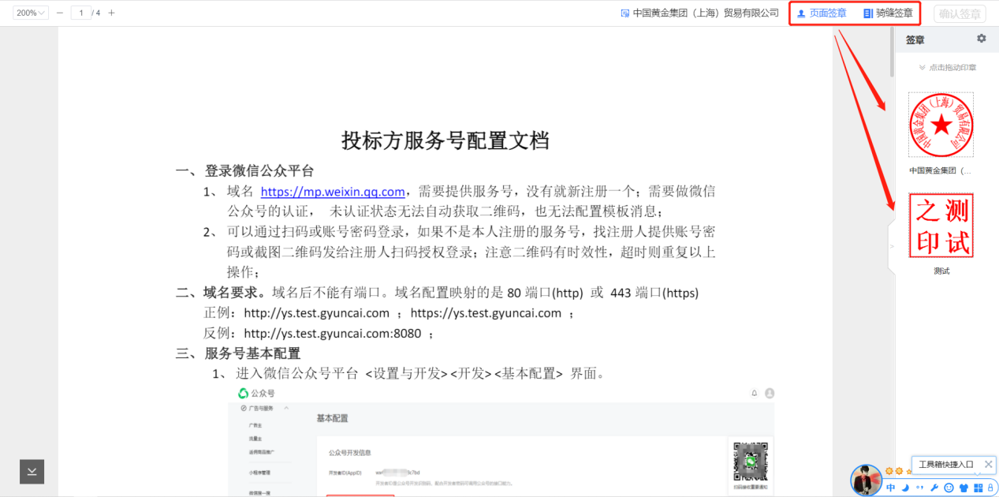 200% 1 / 4 中国黄金集团（上海）贸易有限公司 页面签章 骑缝签章 确认签章
签章
点击拖动印章
中国黄金集团（上海）贸易有限公司
中国黄金集团（...
之测
印试
测试
投标方服务号配置文档
一、登录微信公众平台
1、 域名 https://mp.weixin.qq.com，需要提供服务号，没有就新注册一个；需要做微信
公众号的认证， 未认证状态无法自动获取二维码，也无法配置模板消息；
2、 可以通过扫码或账号密码登录，如果不是本人注册的服务号，找注册人提供账号密
码或截图二维码发给注册人扫码授权登录；注意二维码有时效性，超时则重复以上
操作；
二、域名要求。域名后不能有端口。域名配置映射的是 80 端口(http) 或 443 端口(https)
正例：http://ys.test.gyuncai.com ；https://ys.test.gyuncai.com ；
反例：http://ys.test.gyuncai.com:8080 ；
三、服务号基本配置
1、 进入微信公众号平台 <设置与开发> <开发> <基本配置> 界面。
公众号
广告与服务
广告主
流量主
小程序管理
基本配置
公众号开发信息
开发者ID(AppID)
扫码接收重要通知
工具箱快捷入口
中